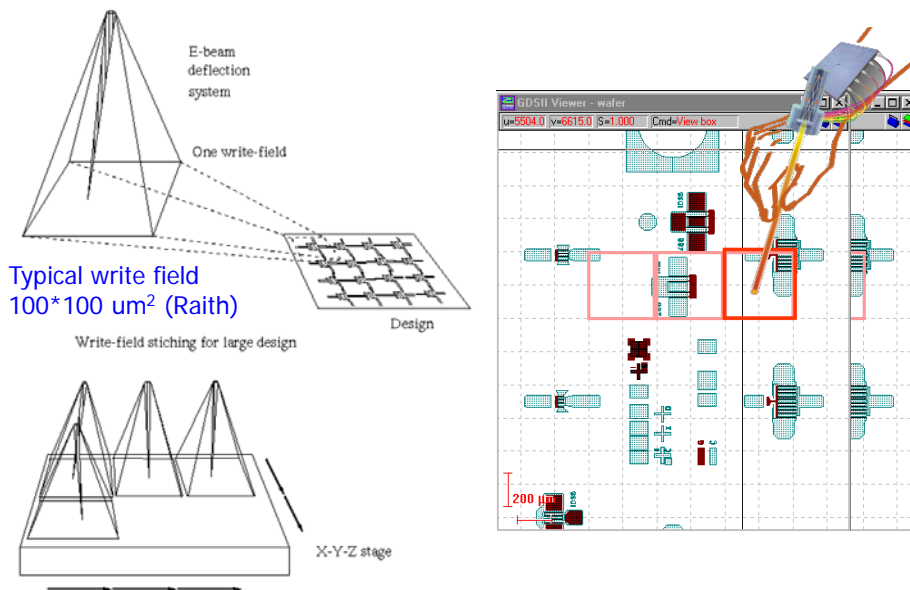 E-beam
deflection
system
One write-field
Typical write field
100*100 um² (Raith)
Design
Write-field stiching for large design
X-Y-Z stage
GDSII Viewer - wafer
u=5504.0 v=6615.0 S=1.000 Cmd=View box
200 µm